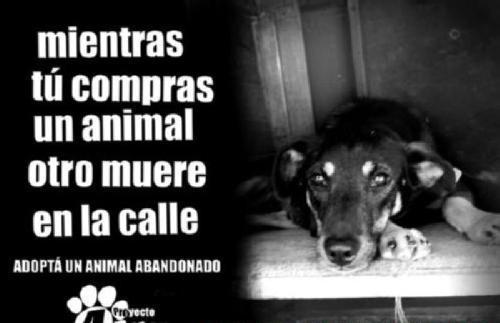 mientras
tú compras
un animal
otro muere
en la calle
ADOPTÁ UN ANIMAL ABANDONADO
Proyecto